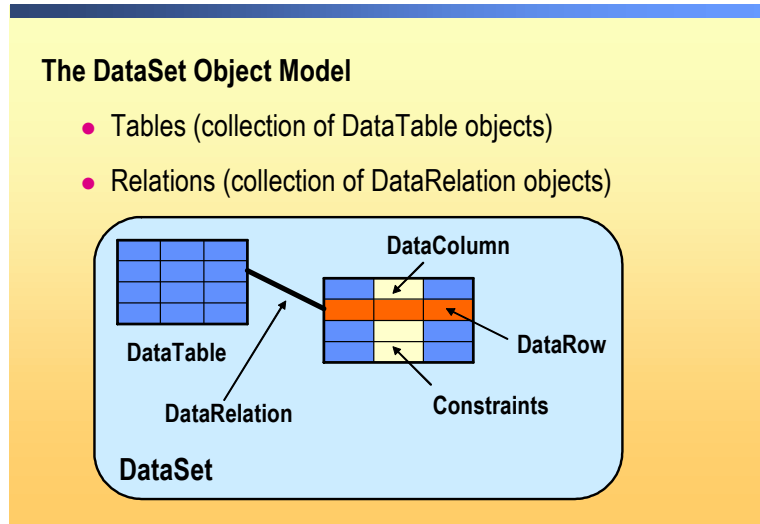 The DataSet Object Model
Tables (collection of DataTable objects)
Relations (collection of DataRelation objects)
DataColumn
DataTable
DataRow
DataRelation
Constraints
DataSet